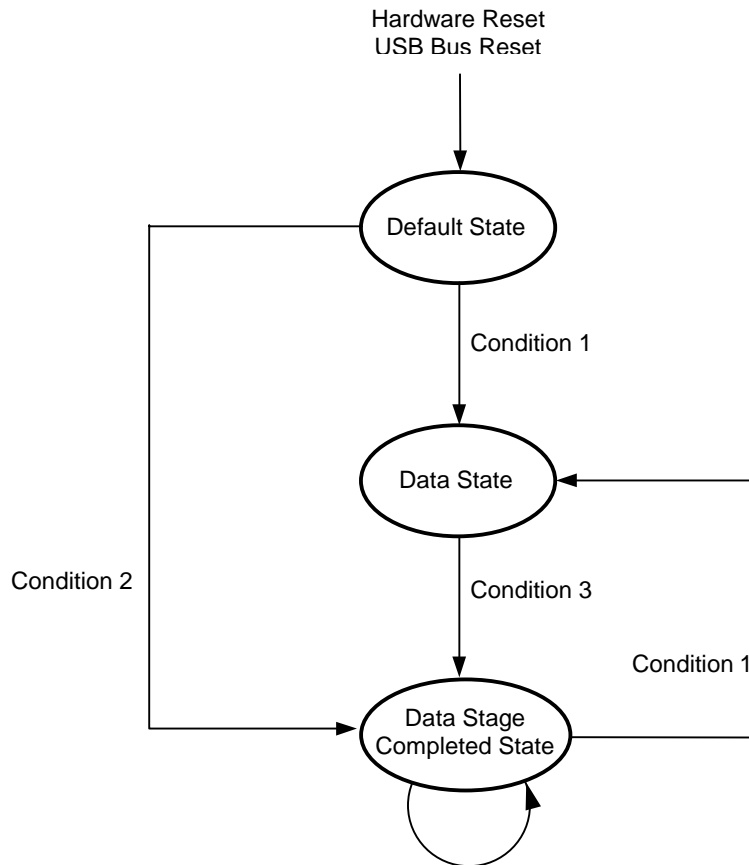 Hardware Reset
USB Bus Reset
Default State
Condition 1
Data State
Condition 2
Condition 3
Condition 1
Data Stage
Completed State